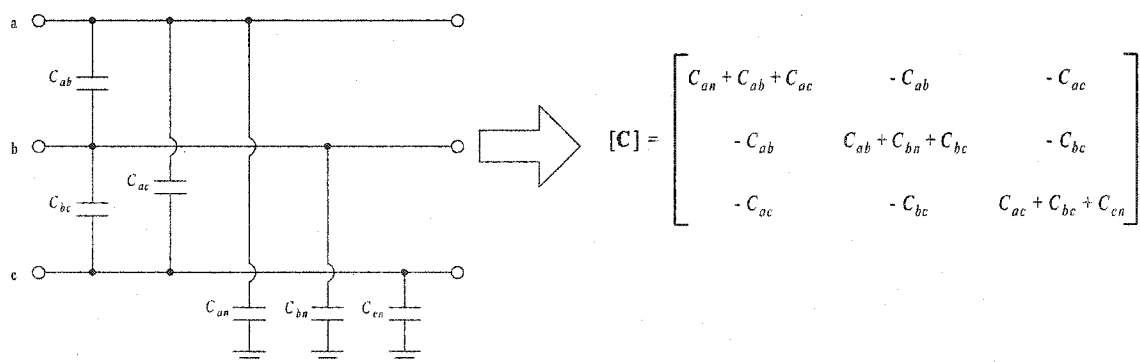 a
C_ab
b
C_ac
C_bc
c
C_an
C_bn
C_cn
[C] =
C_an + C_ab + C_ac   - C_ab   - C_ac
- C_ab   C_ab + C_bn + C_bc   - C_bc
- C_ac   - C_bc   C_ac + C_bc + C_cn